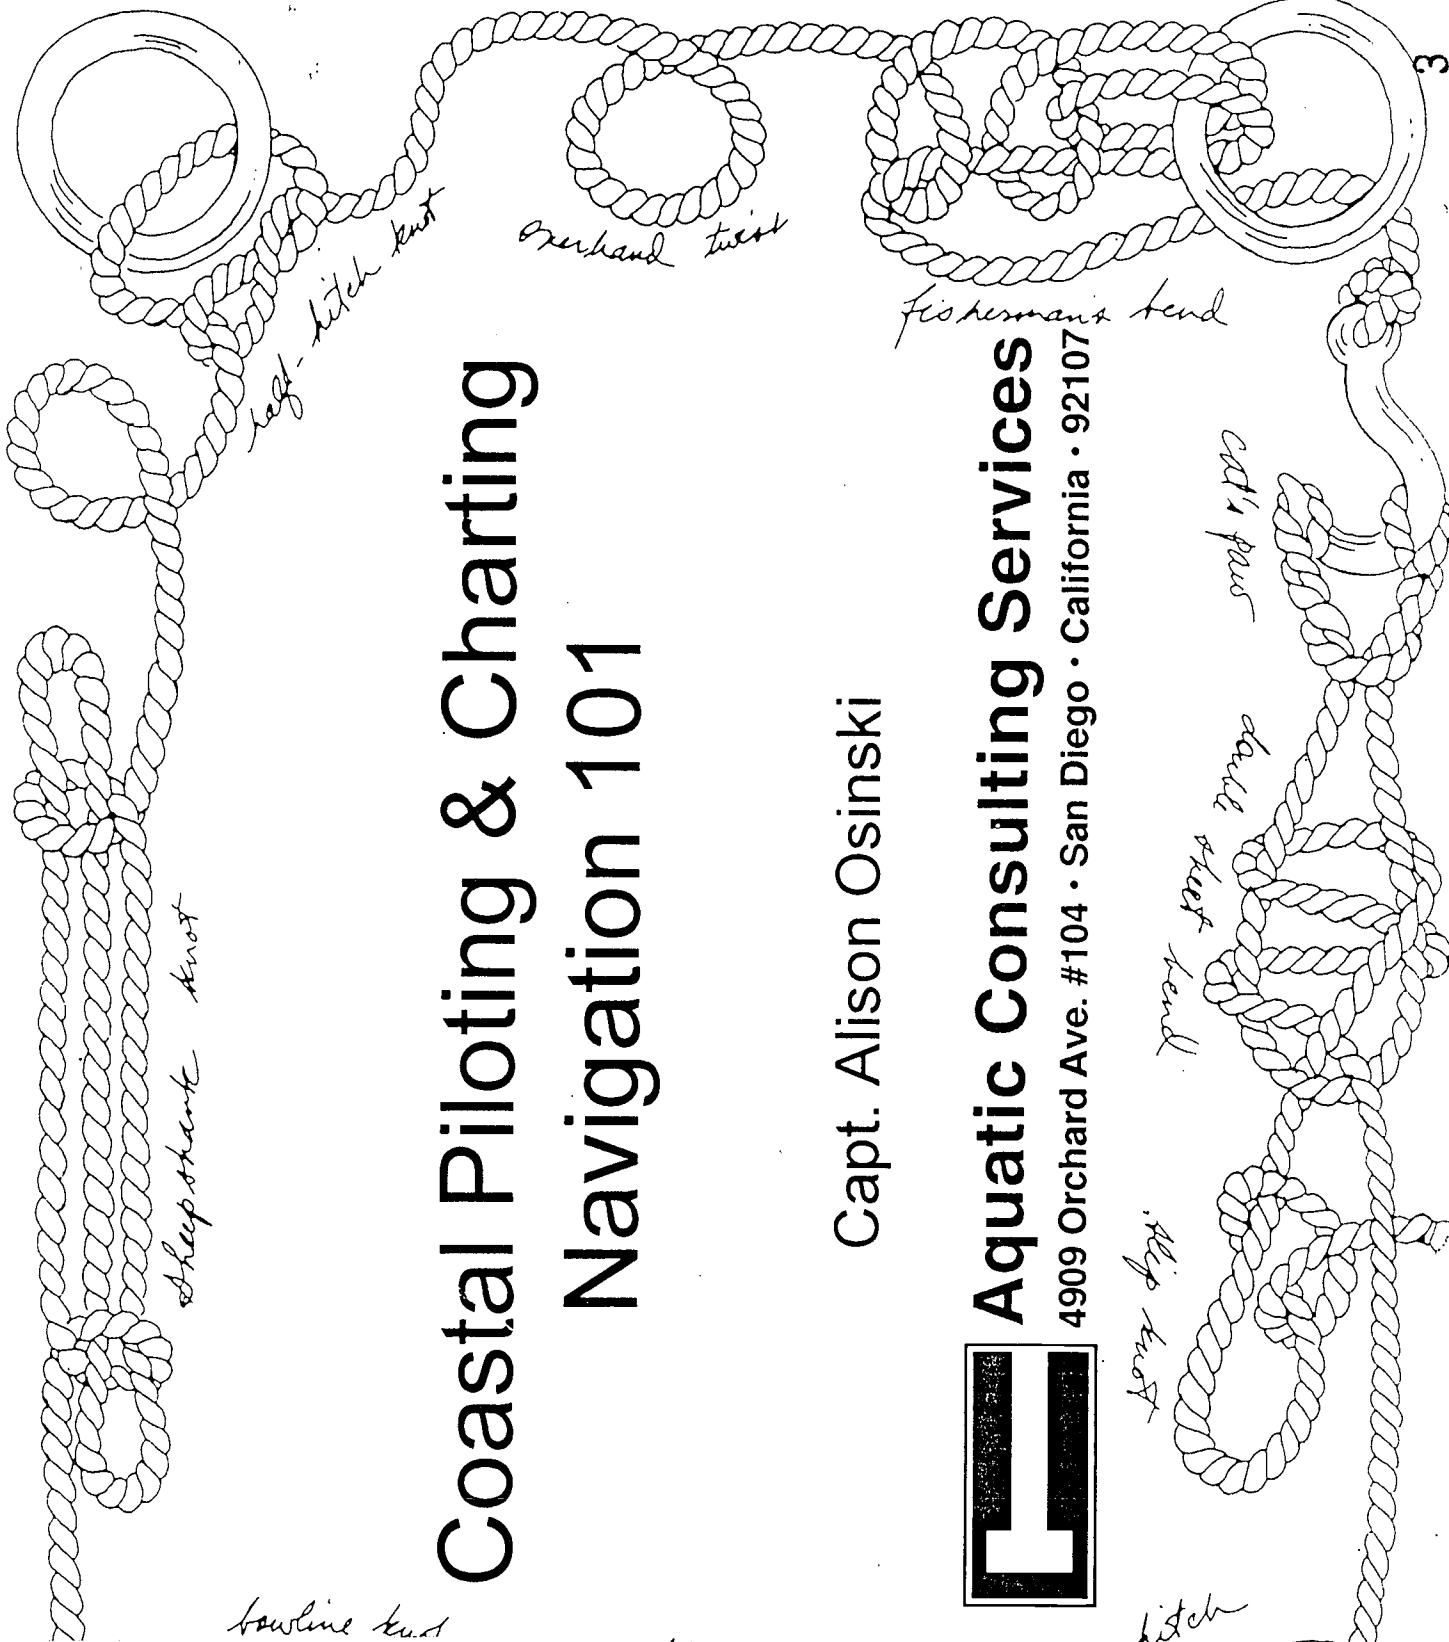 Coastal Piloting & Charting
Navigation 101
Capt. Alison Osinski
Aquatic Consulting Services
4909 Orchard Ave. #104 · San Diego · California · 92107
3
half-hitch knot
overhand twist
fisherman's bend
cat's paw
double sheet bend
slip knot
hitch
bowline knot
sheepshank knot